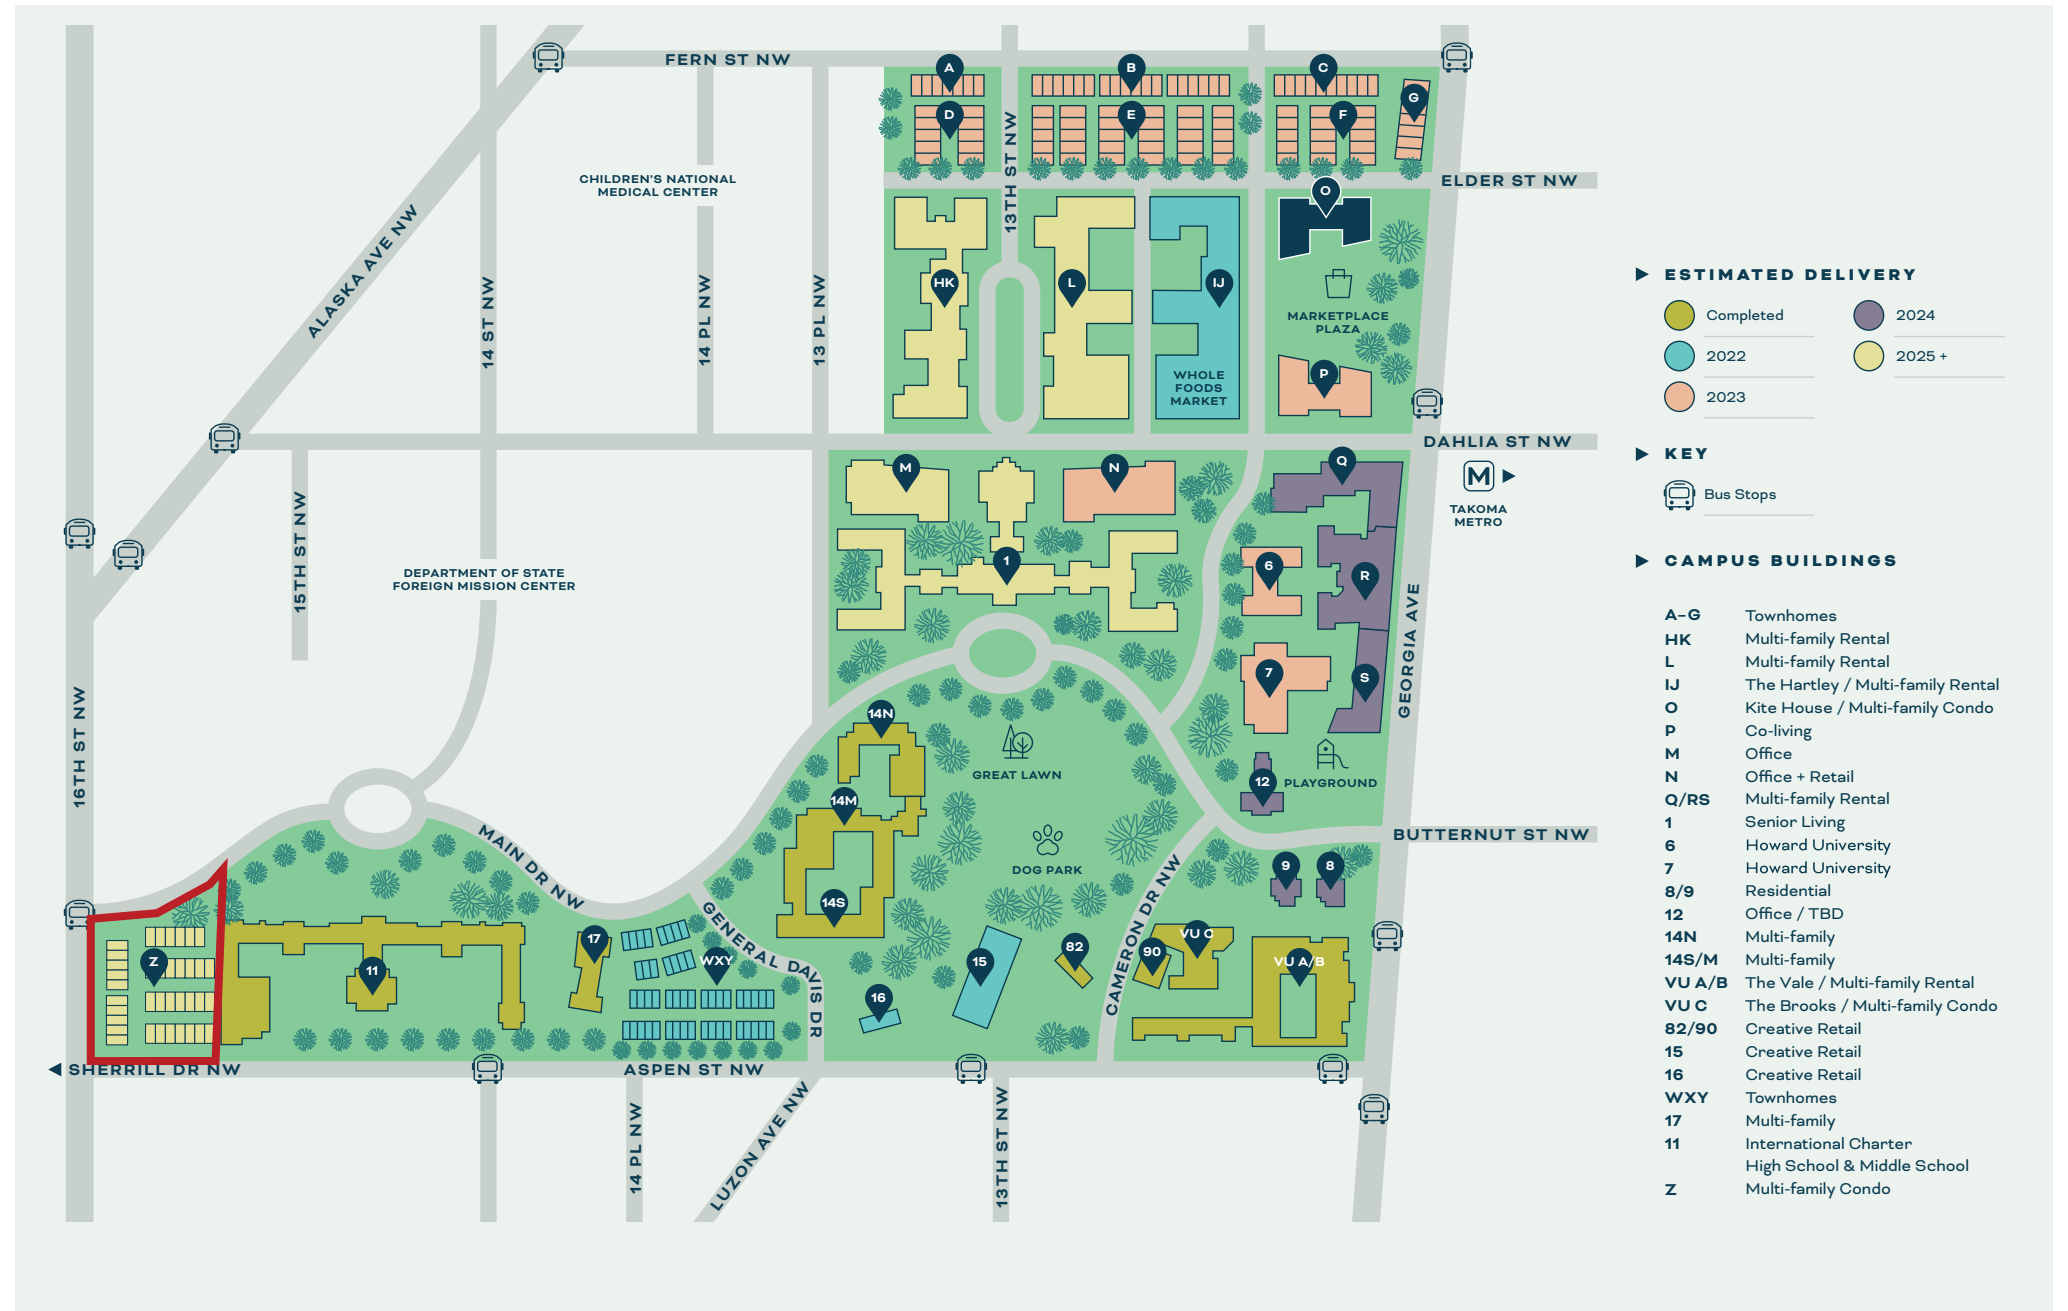 FERN ST NW
A
B
C
D
E
F
G
CHILDREN'S NATIONAL
MEDICAL CENTER
13TH ST NW
ELDER ST NW
O
ALASKA AVE NW
14 ST NW
14 PL NW
13 PL NW
HK
L
IJ
MARKETPLACE
PLAZA
WHOLE
FOODS
MARKET
P
DAHLIA ST NW
M
TAKOMA
METRO
M
N
Q
15TH ST NW
DEPARTMENT OF STATE
FOREIGN MISSION CENTER
1
6
R
GEORGIA AVE
7
S
16TH ST NW
14N
GREAT LAWN
12
PLAYGROUND
14M
MAIN DR NW
DOG PARK
BUTTERNUT ST NW
9
8
14S
GENERAL DAVIS DR
CAMERON DR NW
17
WXY
15
82
90
VU C
VU A/B
Z
11
16
SHERRILL DR NW
ASPEN ST NW
14 PL NW
LUZON AVE NW
13TH ST NW
ESTIMATED DELIVERY
Completed
2024
2022
2025 +
2023
KEY
Bus Stops
CAMPUS BUILDINGS
A–G Townhomes
HK Multi-family Rental
L Multi-family Rental
IJ The Hartley / Multi-family Rental
O Kite House / Multi-family Condo
P Co-living
M Office
N Office + Retail
Q/RS Multi-family Rental
1 Senior Living
6 Howard University
7 Howard University
8/9 Residential
12 Office / TBD
14N Multi-family
14S/M Multi-family
VU A/B The Vale / Multi-family Rental
VU C The Brooks / Multi-family Condo
82/90 Creative Retail
15 Creative Retail
16 Creative Retail
WXY Townhomes
17 Multi-family
11 International Charter
High School & Middle School
Z Multi-family Condo